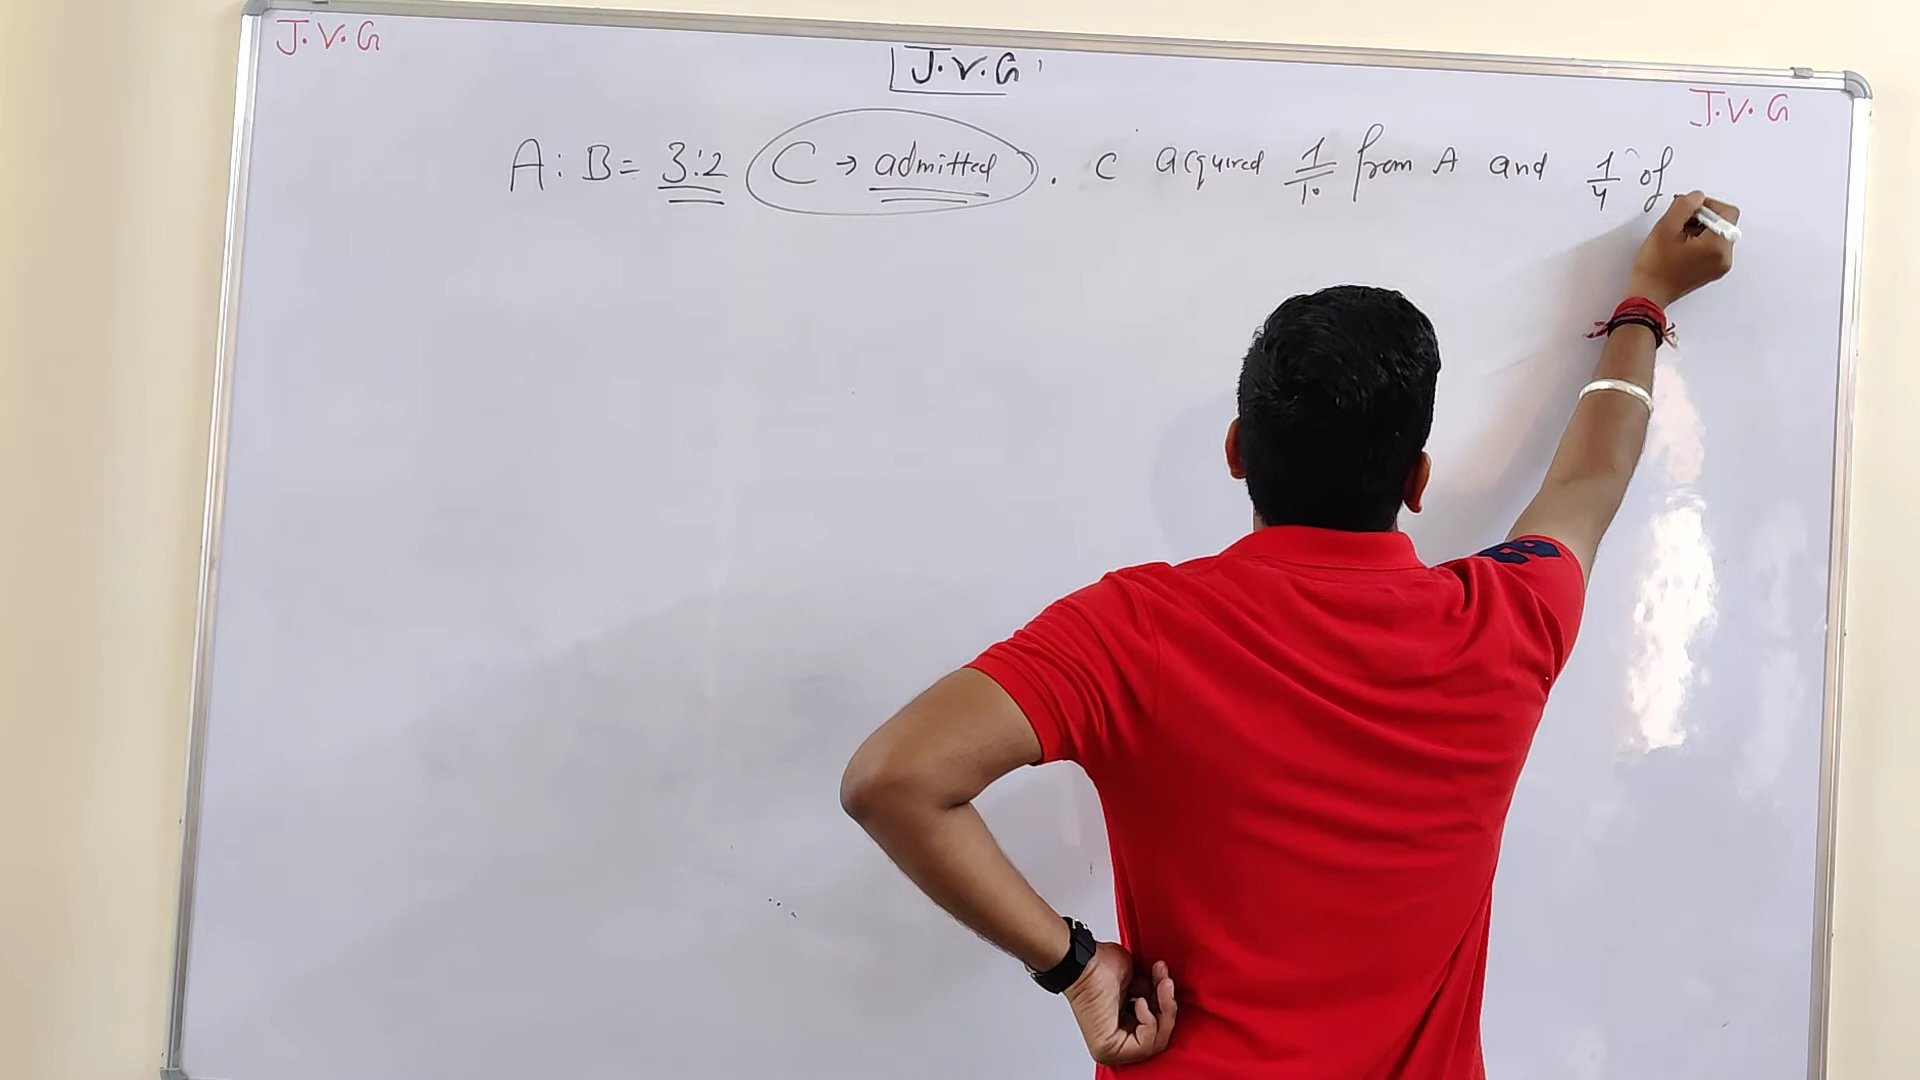 J.V.G
J.V.G
J.V.G
A : B = 3:2 C → admitted . C acquired 1/10 from A and 1/4 of